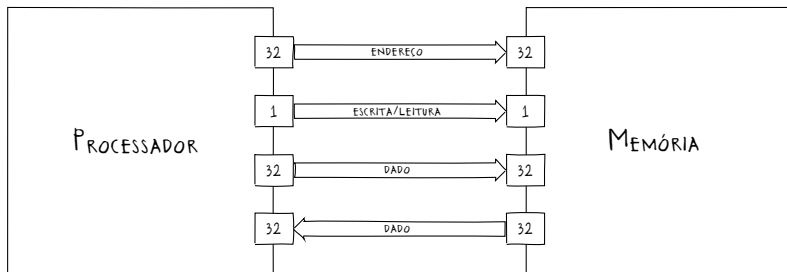 32 ENDEREÇO 32
1 ESCRITA/LEITURA 1
PROCESSADOR
MEMÓRIA
32 DADO 32
32 DADO 32